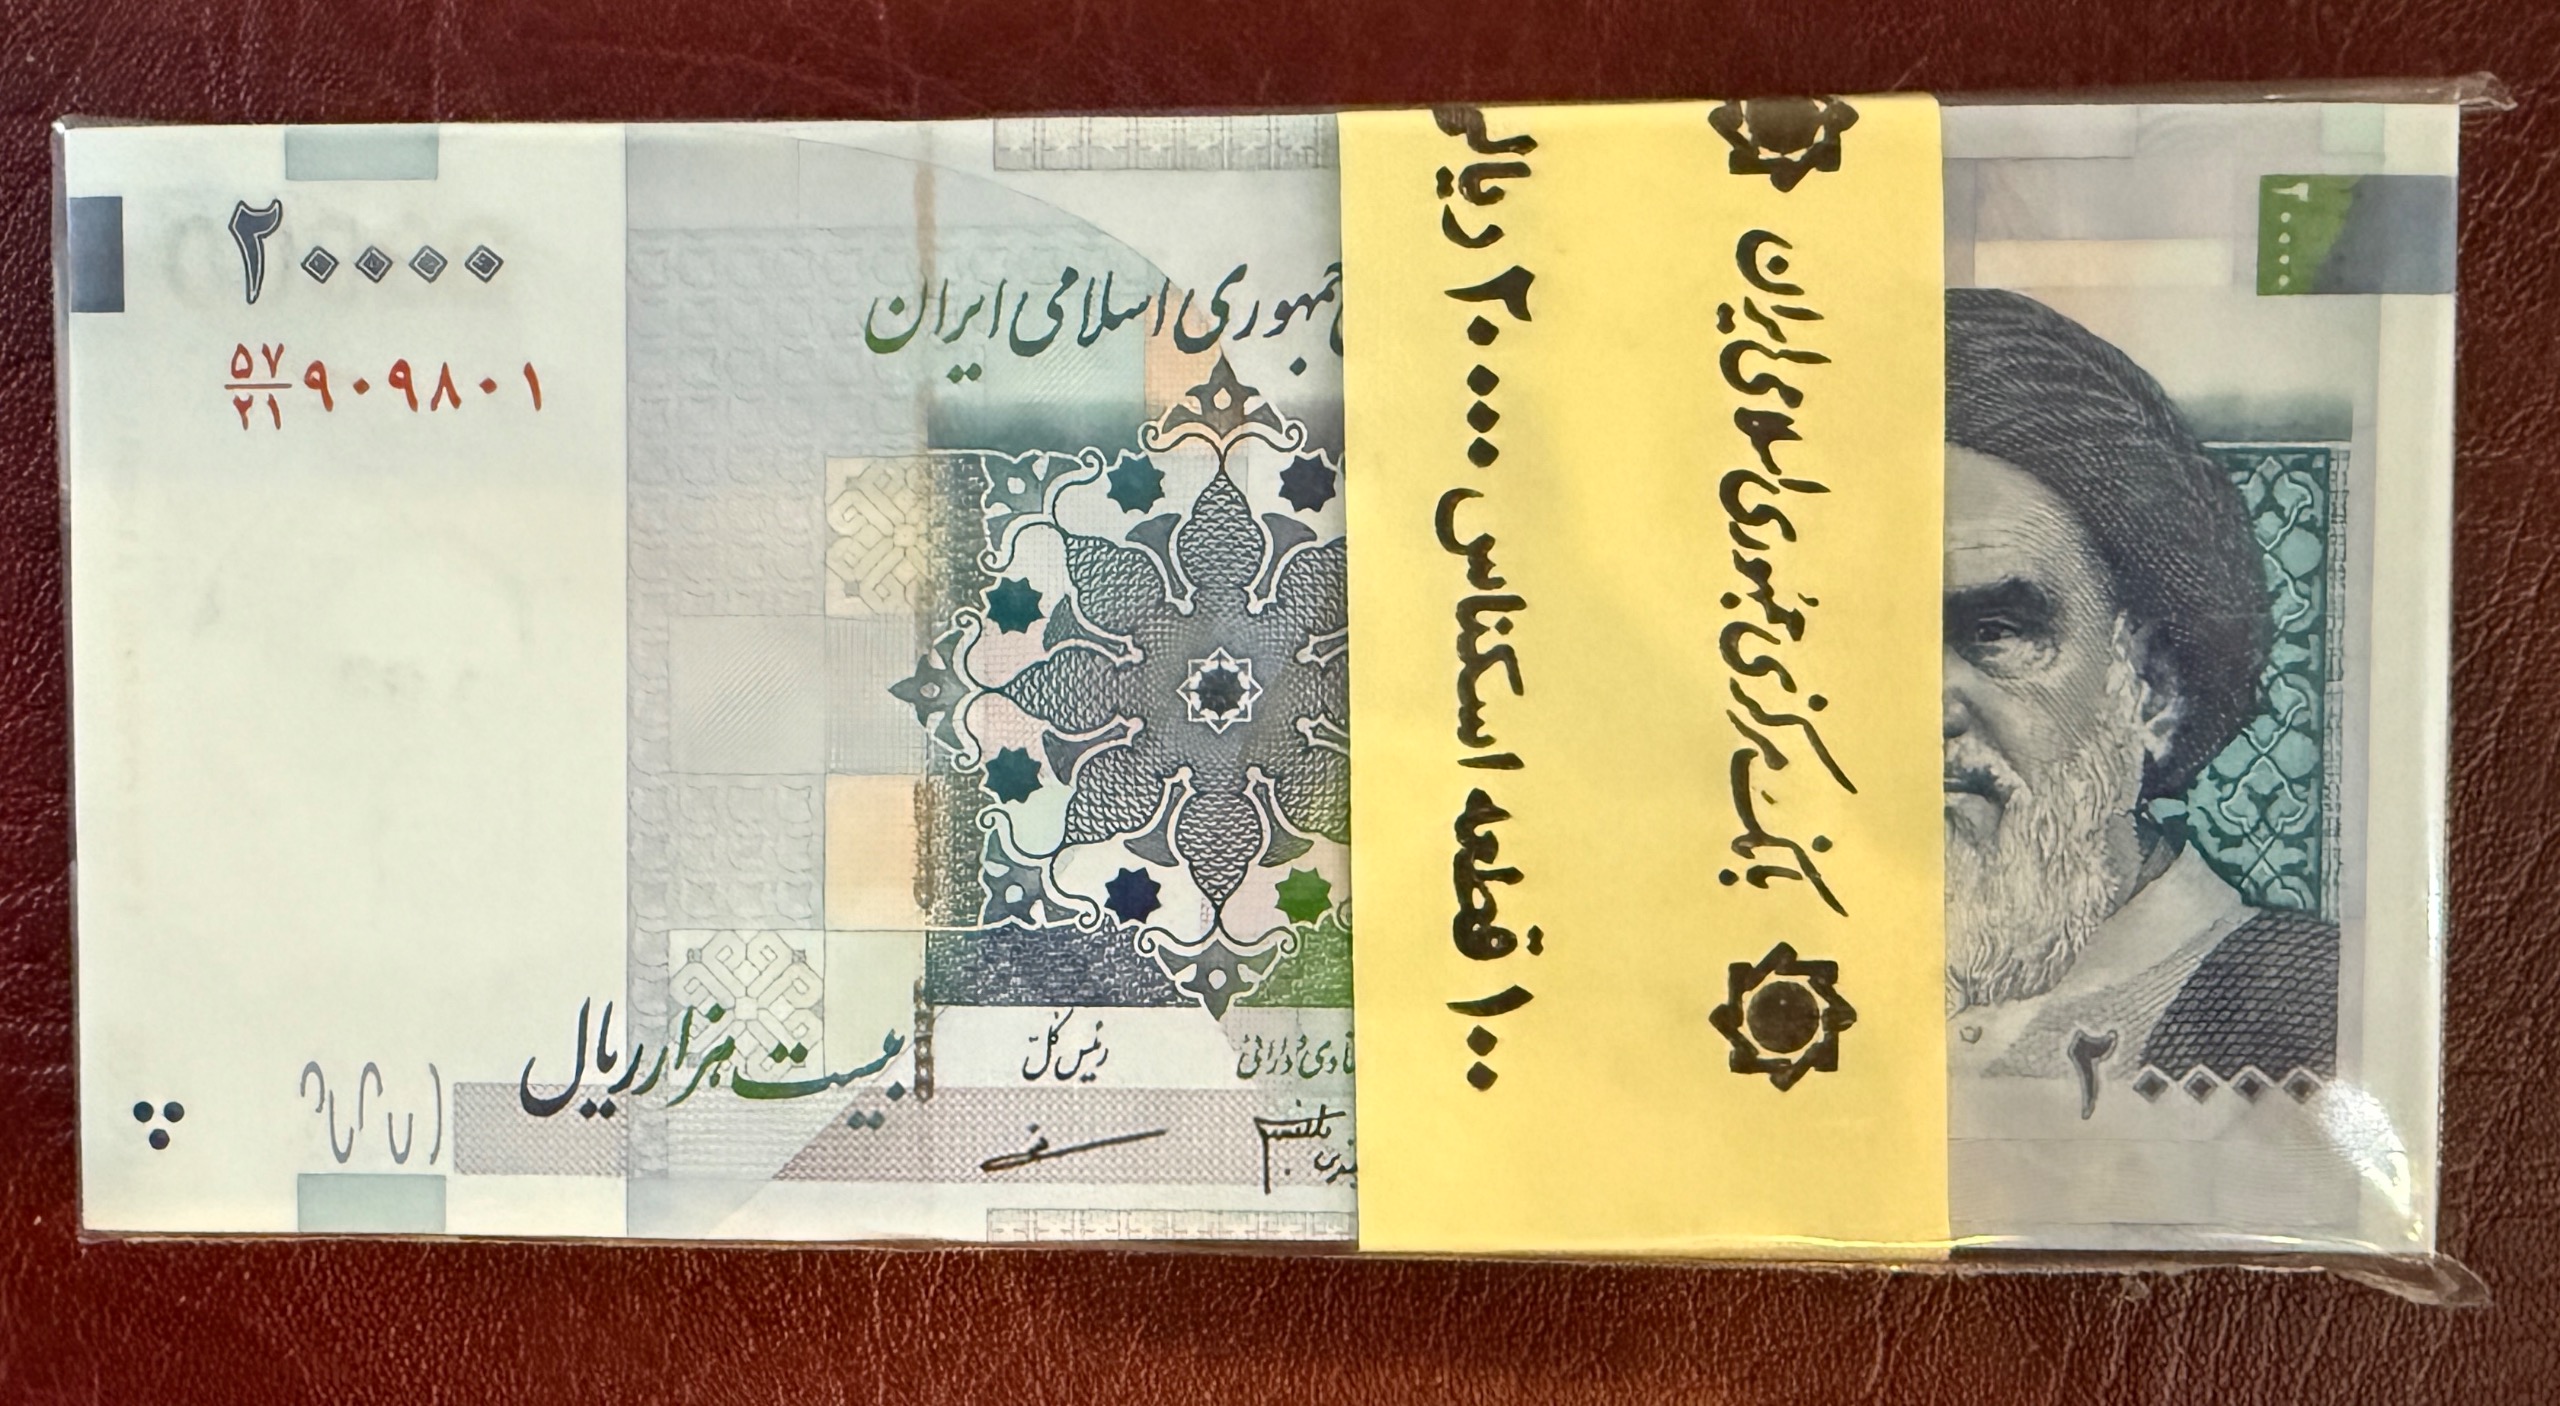 ۲۰۰۰۰
جمهوری اسلامی ایران
۵۷/۲۱ ۹۰۹۸۰۱
بیست هزار ریال
رئیس کل
۱۰۰ قطعه اسکناس ۲۰۰۰۰ ریالی
بانک مرکزی جمهوری اسلامی ایران
۲۰۰۰۰
۲۰۰۰۰